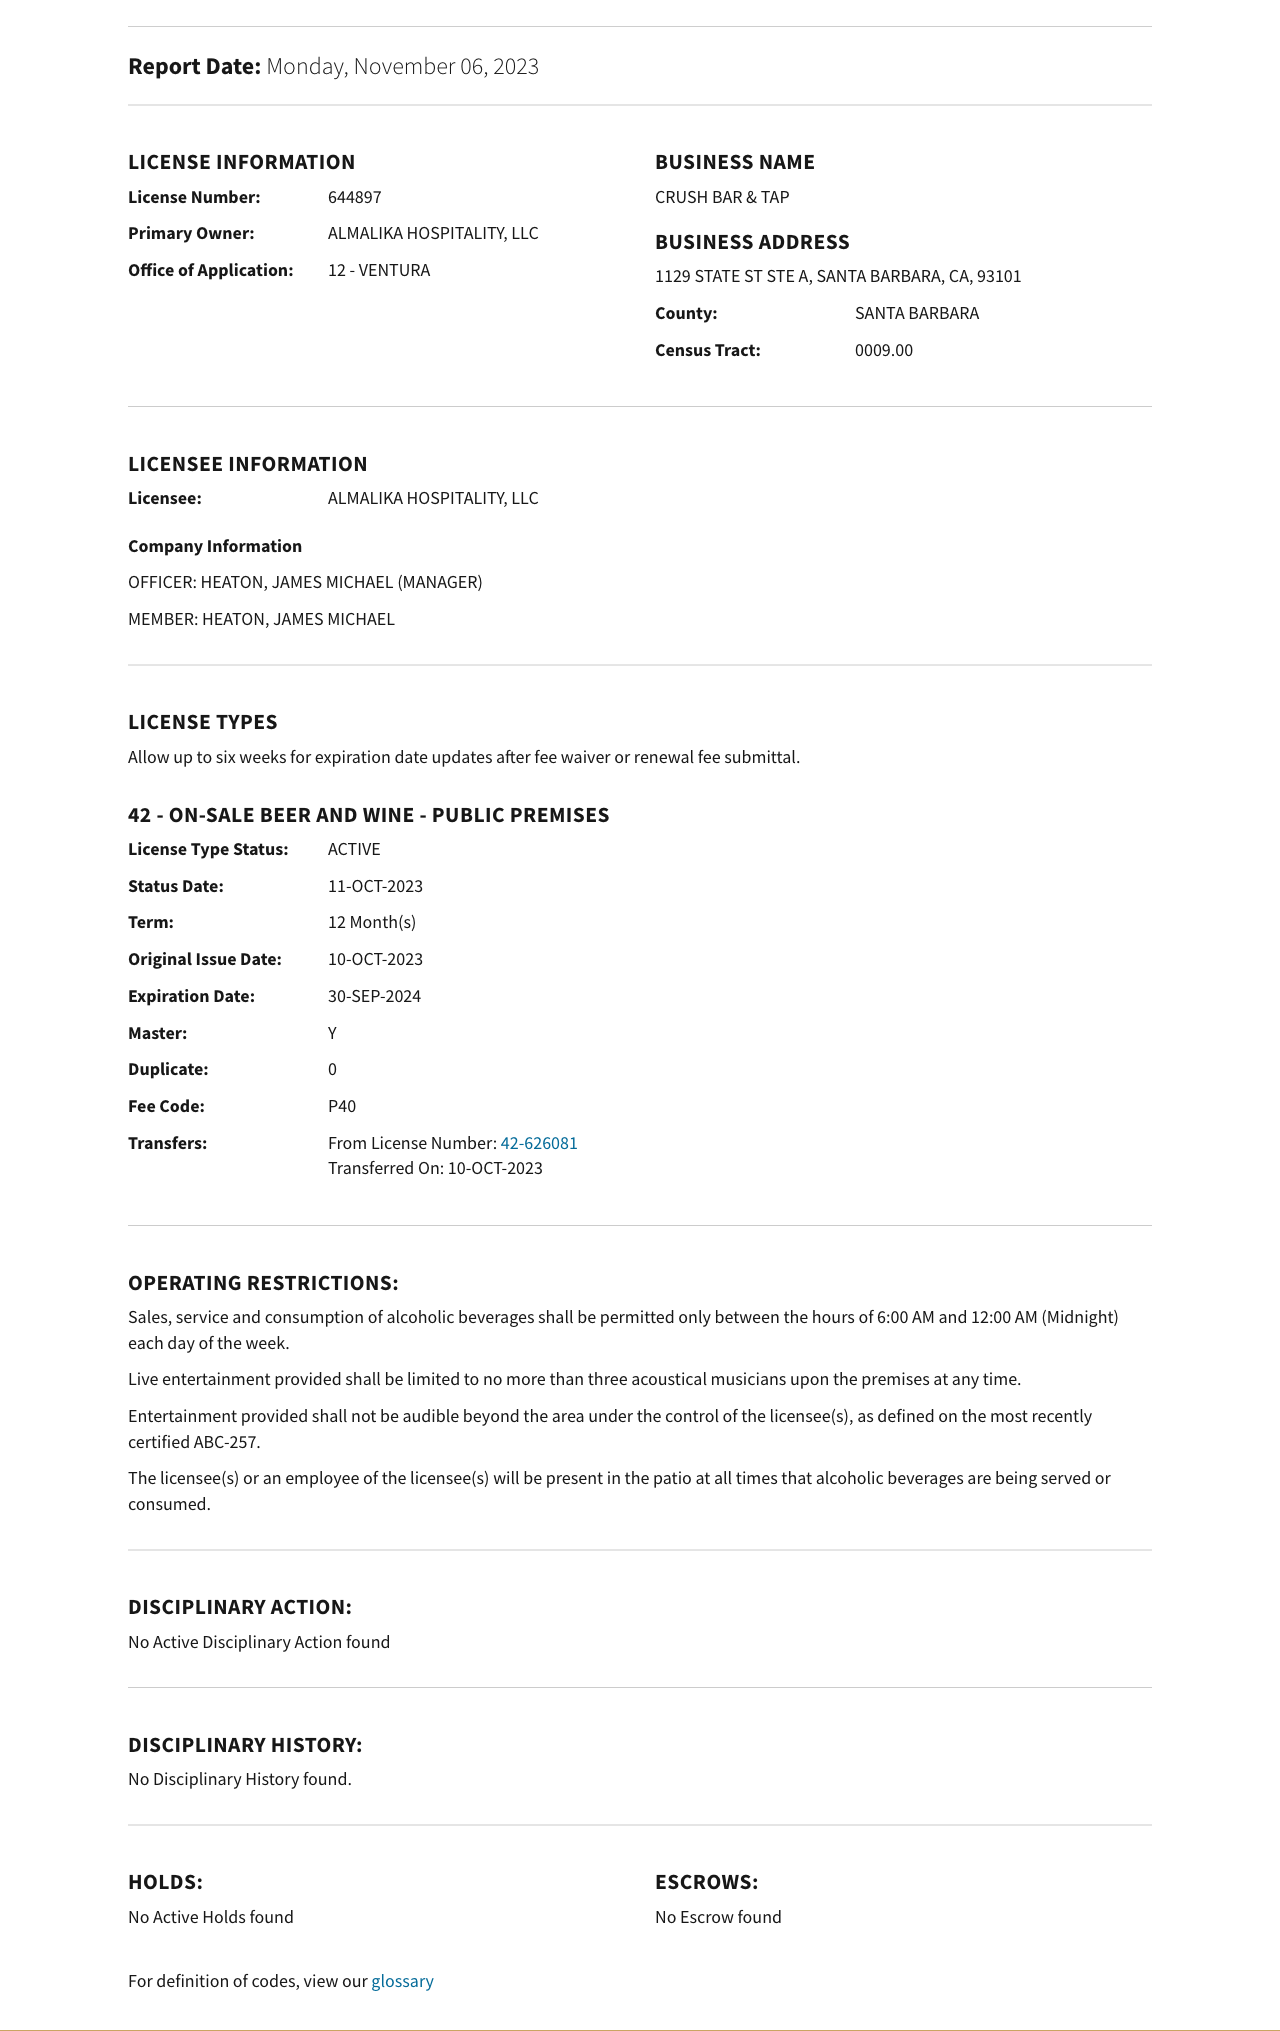 Report Date: Monday, November 06, 2023
LICENSE INFORMATION
License Number: 644897
Primary Owner: ALMALIKA HOSPITALITY, LLC
Office of Application: 12 - VENTURA
BUSINESS NAME
CRUSH BAR & TAP
BUSINESS ADDRESS
1129 STATE ST STE A, SANTA BARBARA, CA, 93101
County: SANTA BARBARA
Census Tract: 0009.00
LICENSEE INFORMATION
Licensee: ALMALIKA HOSPITALITY, LLC
Company Information
OFFICER: HEATON, JAMES MICHAEL (MANAGER)
MEMBER: HEATON, JAMES MICHAEL
LICENSE TYPES
Allow up to six weeks for expiration date updates after fee waiver or renewal fee submittal.
42 - ON-SALE BEER AND WINE - PUBLIC PREMISES
License Type Status: ACTIVE
Status Date: 11-OCT-2023
Term: 12 Month(s)
Original Issue Date: 10-OCT-2023
Expiration Date: 30-SEP-2024
Master: Y
Duplicate: 0
Fee Code: P40
Transfers: From License Number: 42-626081
Transferred On: 10-OCT-2023
OPERATING RESTRICTIONS:
Sales, service and consumption of alcoholic beverages shall be permitted only between the hours of 6:00 AM and 12:00 AM (Midnight)
each day of the week.
Live entertainment provided shall be limited to no more than three acoustical musicians upon the premises at any time.
Entertainment provided shall not be audible beyond the area under the control of the licensee(s), as defined on the most recently
certified ABC-257.
The licensee(s) or an employee of the licensee(s) will be present in the patio at all times that alcoholic beverages are being served or
consumed.
DISCIPLINARY ACTION:
No Active Disciplinary Action found
DISCIPLINARY HISTORY:
No Disciplinary History found.
HOLDS:
No Active Holds found
ESCROWS:
No Escrow found
For definition of codes, view our glossary